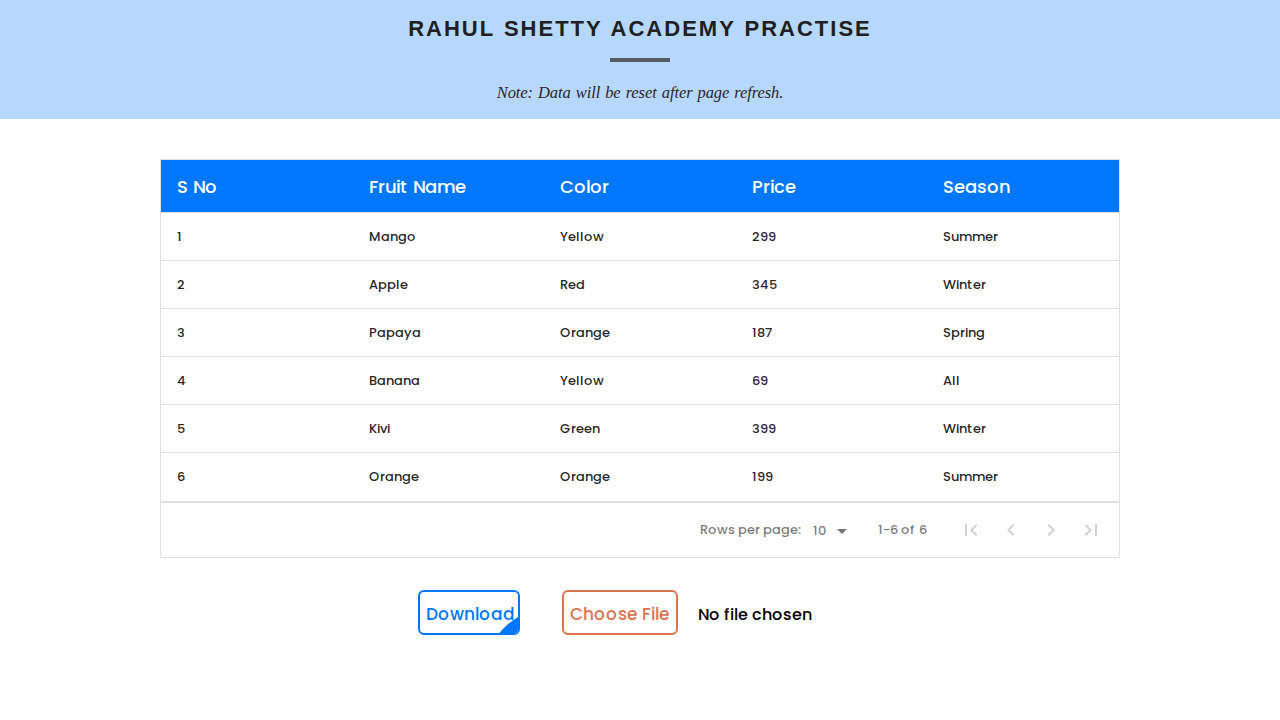 RAHUL SHETTY ACADEMY PRACTISE
Note: Data will be reset after page refresh.
S No Fruit Name Color Price Season
1 Mango Yellow 299 Summer
2 Apple Red 345 Winter
3 Papaya Orange 187 Spring
4 Banana Yellow 69 All
5 Kivi Green 399 Winter
6 Orange Orange 199 Summer
Rows per page: 10 1-6 of 6
Download Choose File No file chosen